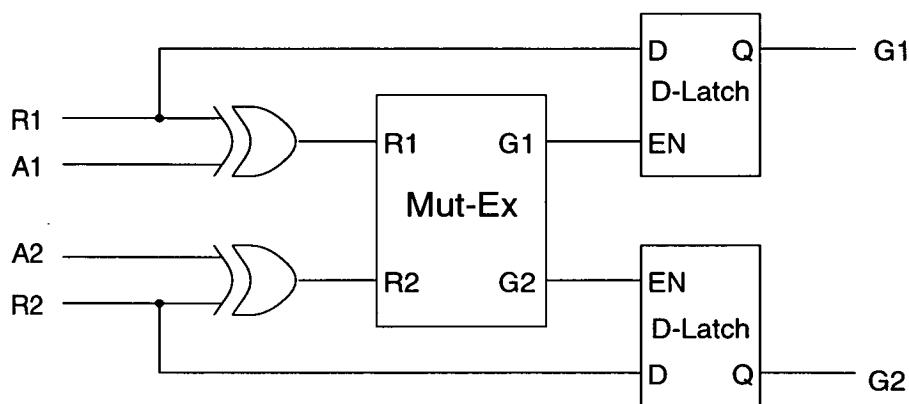 D Q G1
D-Latch
R1
R1 G1 EN
A1
Mut-Ex
A2
R2 G2 EN
R2
D-Latch
D Q G2